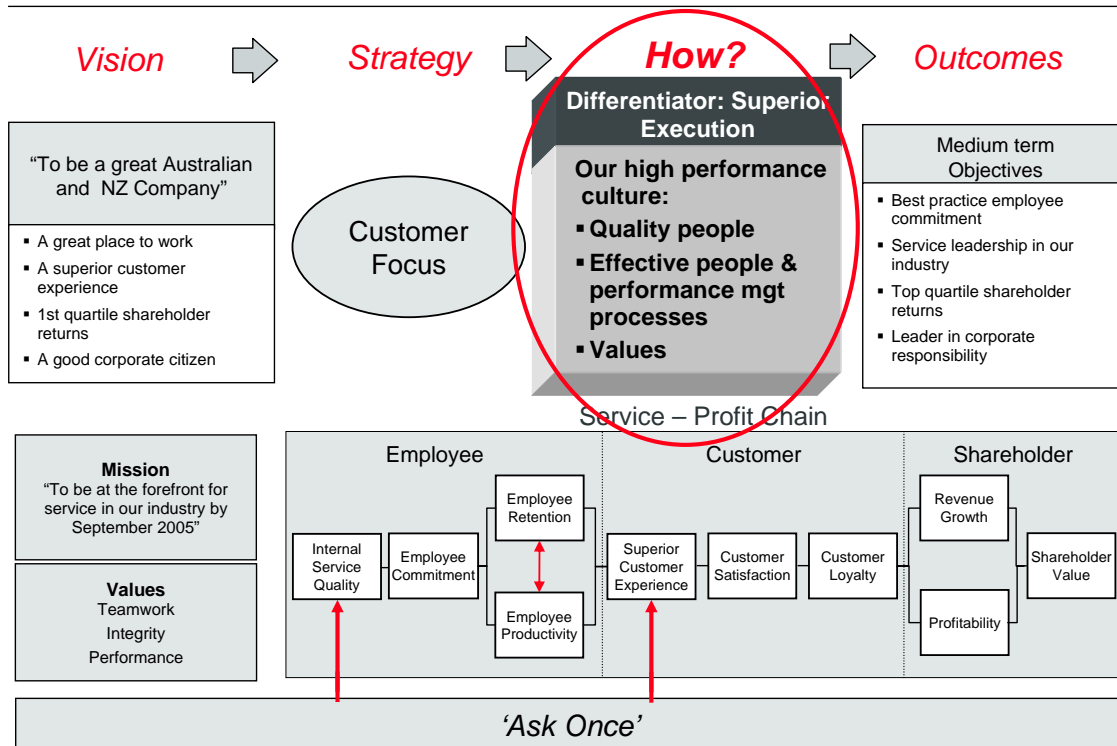 Vision
Strategy
How?
Outcomes
“To be a great Australian
and NZ Company”
▪ A great place to work
▪ A superior customer
experience
▪ 1st quartile shareholder
returns
▪ A good corporate citizen
Customer
Focus
Differentiator: Superior
Execution
Our high performance
culture:
▪ Quality people
▪ Effective people &
performance mgt
processes
▪ Values
Medium term
Objectives
▪ Best practice employee
commitment
▪ Service leadership in our
industry
▪ Top quartile shareholder
returns
▪ Leader in corporate
responsibility
Service – Profit Chain
Mission
“To be at the forefront for
service in our industry by
September 2005”
Values
Teamwork
Integrity
Performance
Employee
Internal
Service
Quality
Employee
Commitment
Employee
Retention
Employee
Productivity
Customer
Superior
Customer
Experience
Customer
Satisfaction
Customer
Loyalty
Shareholder
Revenue
Growth
Profitability
Shareholder
Value
‘Ask Once’